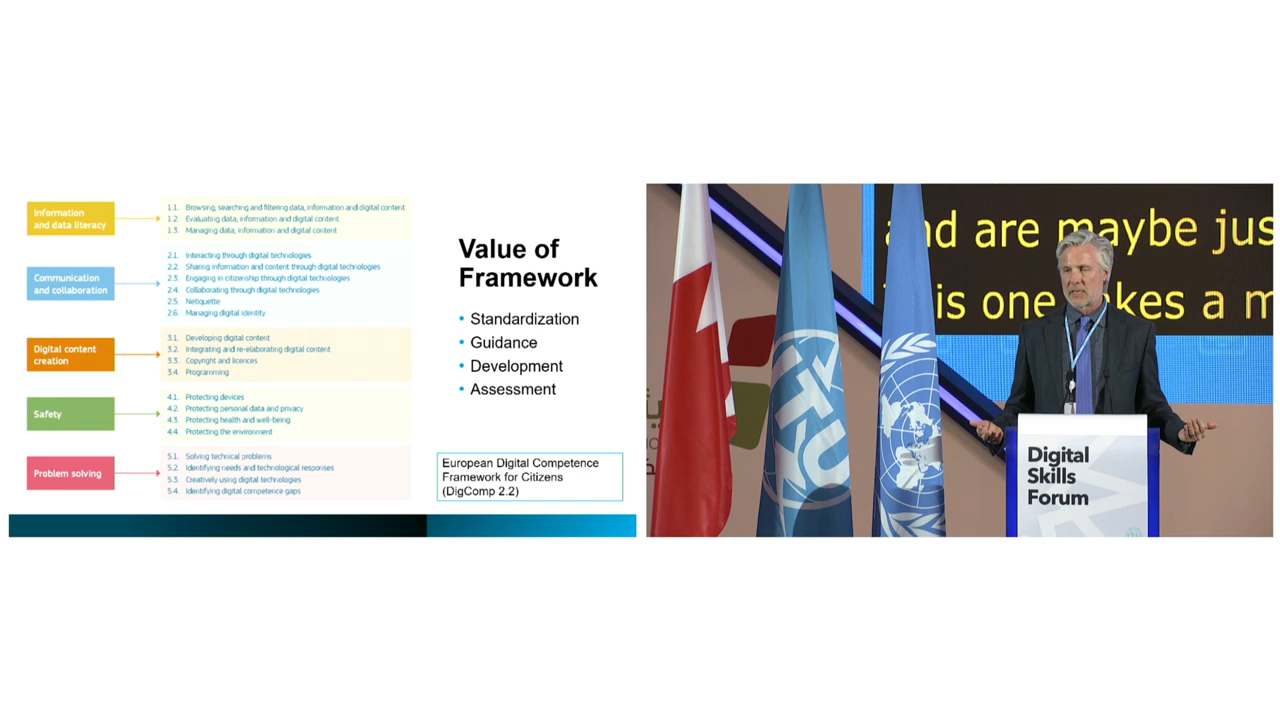 Information
and data literacy
1.1. Browsing, searching and filtering data, information and digital content
1.2. Evaluating data, information and digital content
1.3. Managing data, information and digital content
Communication
and collaboration
2.1. Interacting through digital technologies
2.2. Sharing information and content through digital technologies
2.3. Engaging in citizenship through digital technologies
2.4. Collaborating through digital technologies
2.5. Netiquette
2.6. Managing digital identity
Digital content
creation
3.1. Developing digital content
3.2. Integrating and re-elaborating digital content
3.3. Copyright and licences
3.4. Programming
Safety
4.1. Protecting devices
4.2. Protecting personal data and privacy
4.3. Protecting health and well-being
4.4. Protecting the environment
Problem solving
5.1. Solving technical problems
5.2. Identifying needs and technological responses
5.3. Creatively using digital technologies
5.4. Identifying digital competence gaps
Value of
Framework
• Standardization
• Guidance
• Development
• Assessment
European Digital Competence
Framework for Citizens
(DigComp 2.2)
and are maybe jus
is one akes a m
ITU
Digital
Skills
Forum